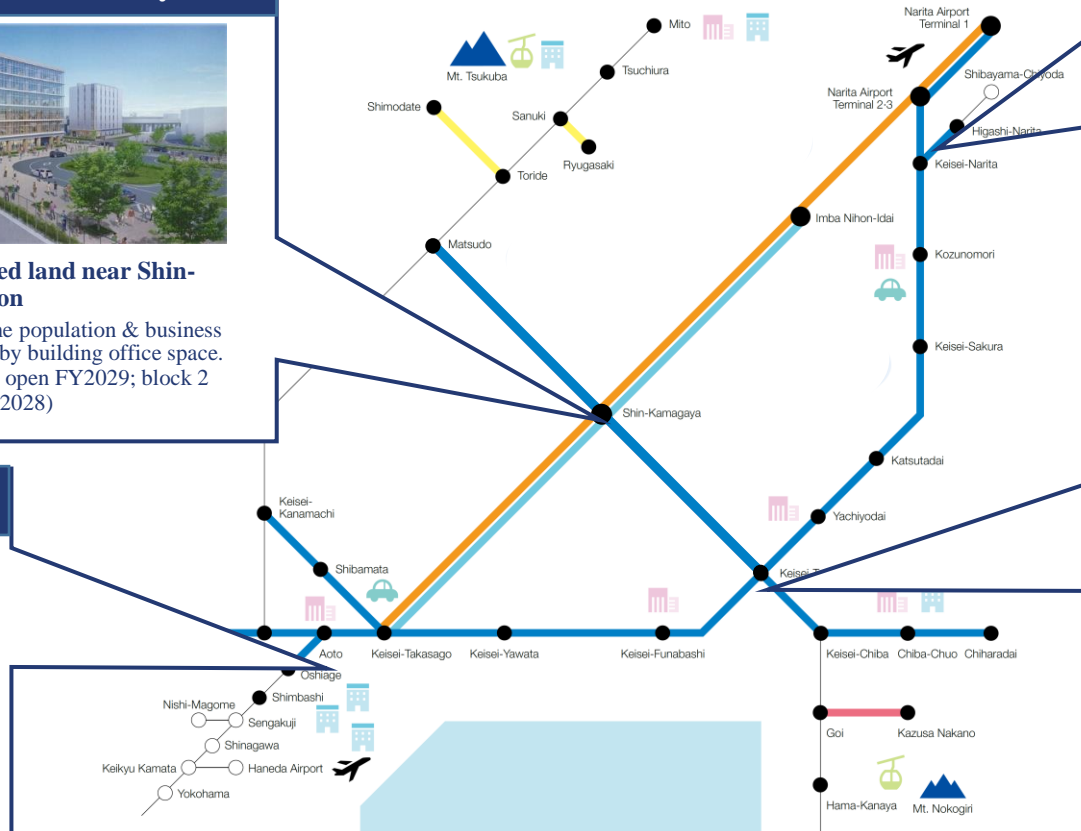 ed land near Shin-
on
ne population & business
by building office space.
open FY2029; block 2
2028)
Mito
Mt. Tsukuba
Tsuchiura
Shimodate
Sanuki
Ryugasaki
Toride
Matsudo
Narita Airport
Terminal 1
Shibayama-Chiyoda
Narita Airport
Terminal 2-3
Higashi-Narita
Keisei-Narita
Imba Nihon-Idai
Kozunomori
Keisei-Sakura
Shin-Kamagaya
Katsutadai
Yachiyodai
Keisei-
Kanamachi
Shibamata
Keisei-T
Aoto
Keisei-Takasago
Keisei-Yawata
Keisei-Funabashi
Keisei-Chiba
Chiba-Chuo
Chiharadai
Oshiage
Shimbashi
Nishi-Magome
Sengakuji
Shinagawa
Keikyu Kamata
Haneda Airport
Yokohama
Goi
Kazusa Nakano
Hama-Kanaya
Mt. Nokogiri